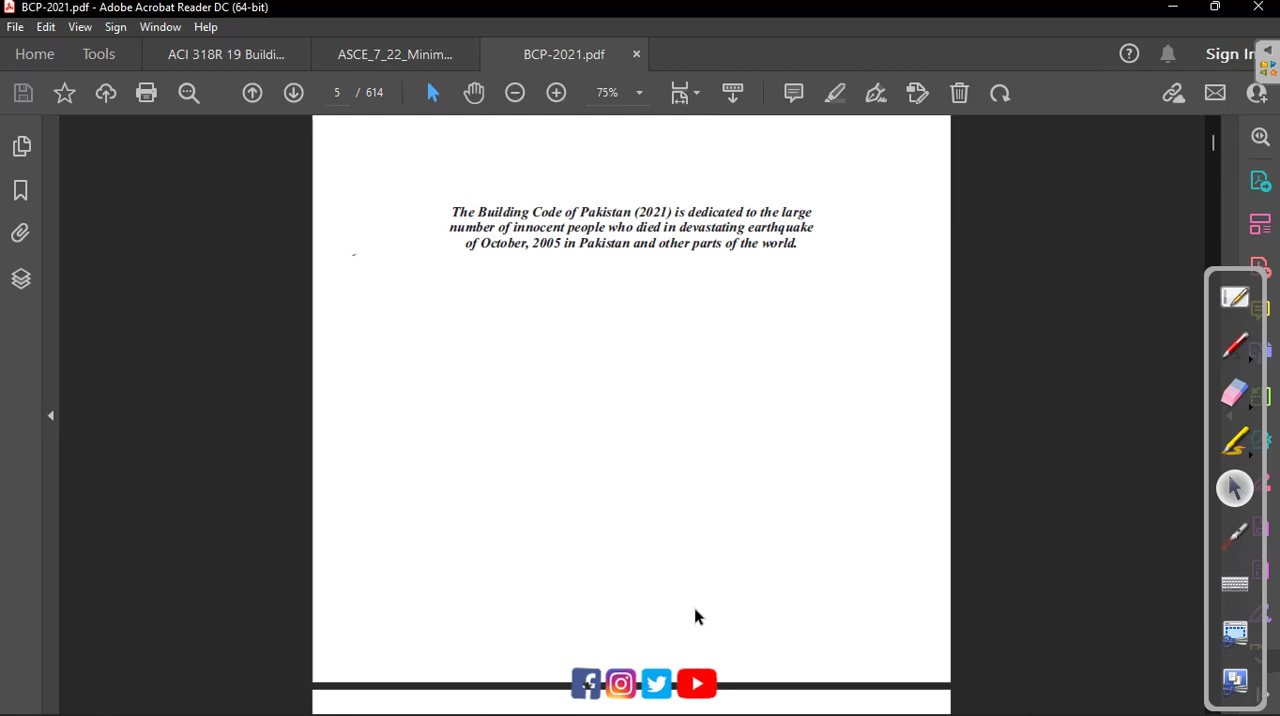 BCP-2021.pdf - Adobe Acrobat Reader DC (64-bit)
File Edit View Sign Window Help
Home Tools ACI 318R 19 Buildi... ASCE_7_22_Minim... BCP-2021.pdf Sign In
5 / 614 75%
The Building Code of Pakistan (2021) is dedicated to the large
number of innocent people who died in devastating earthquake
of October, 2005 in Pakistan and other parts of the world.